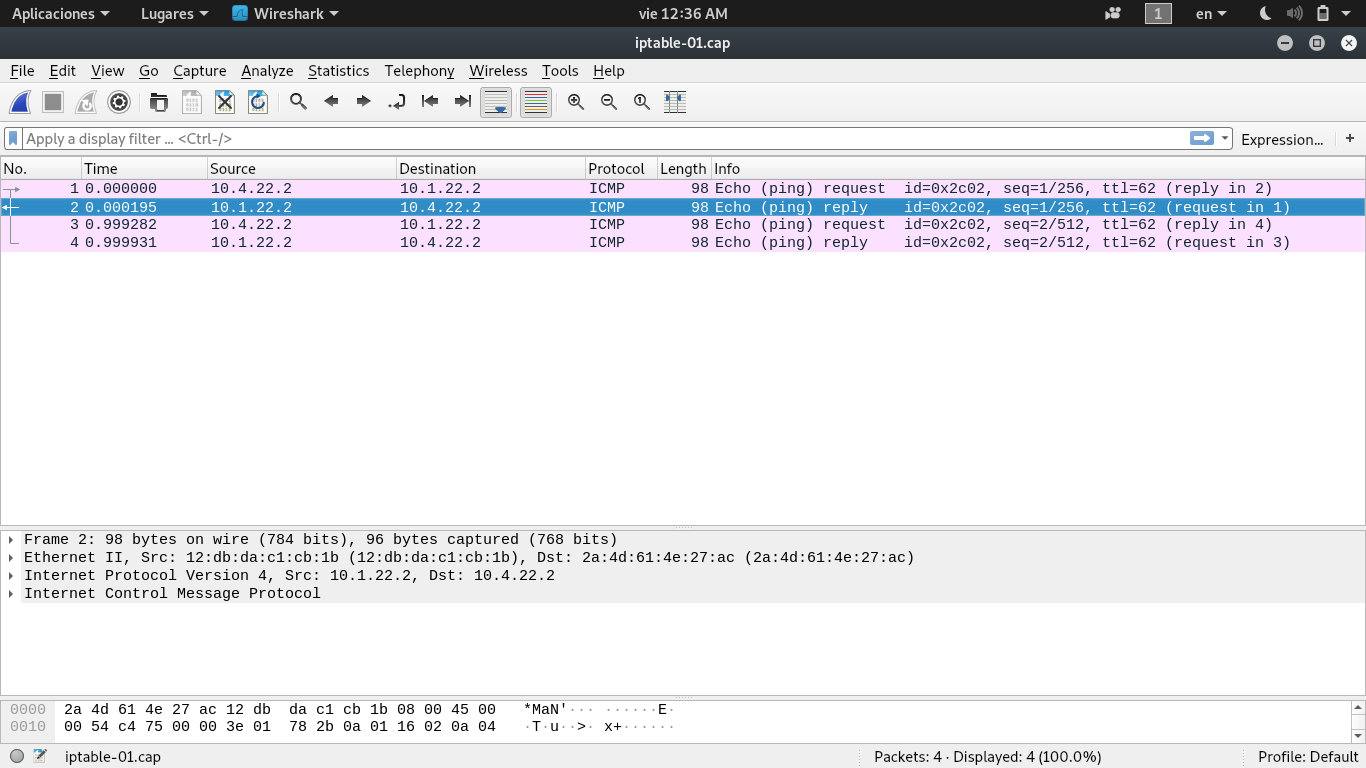 Aplicaciones Lugares Wireshark vie 12:36 AM 1 en
iptable-01.cap
File Edit View Go Capture Analyze Statistics Telephony Wireless Tools Help
Apply a display filter ... <Ctrl-/> Expression... +
No. Time Source Destination Protocol Length Info
1 0.000000 10.4.22.2 10.1.22.2 ICMP 98 Echo (ping) request id=0x2c02, seq=1/256, ttl=62 (reply in 2)
2 0.000195 10.1.22.2 10.4.22.2 ICMP 98 Echo (ping) reply id=0x2c02, seq=1/256, ttl=62 (request in 1)
3 0.999282 10.4.22.2 10.1.22.2 ICMP 98 Echo (ping) request id=0x2c02, seq=2/512, ttl=62 (reply in 4)
4 0.999931 10.1.22.2 10.4.22.2 ICMP 98 Echo (ping) reply id=0x2c02, seq=2/512, ttl=62 (request in 3)
Frame 2: 98 bytes on wire (784 bits), 96 bytes captured (768 bits)
Ethernet II, Src: 12:db:da:c1:cb:1b (12:db:da:c1:cb:1b), Dst: 2a:4d:61:4e:27:ac (2a:4d:61:4e:27:ac)
Internet Protocol Version 4, Src: 10.1.22.2, Dst: 10.4.22.2
Internet Control Message Protocol
0000 2a 4d 61 4e 27 ac 12 db da c1 cb 1b 08 00 45 00 *MaN'··· ······E·
0010 00 54 c4 75 00 00 3e 01 78 2b 0a 01 16 02 0a 04 ·T·u··>· x+······
iptable-01.cap Packets: 4 · Displayed: 4 (100.0%) Profile: Default